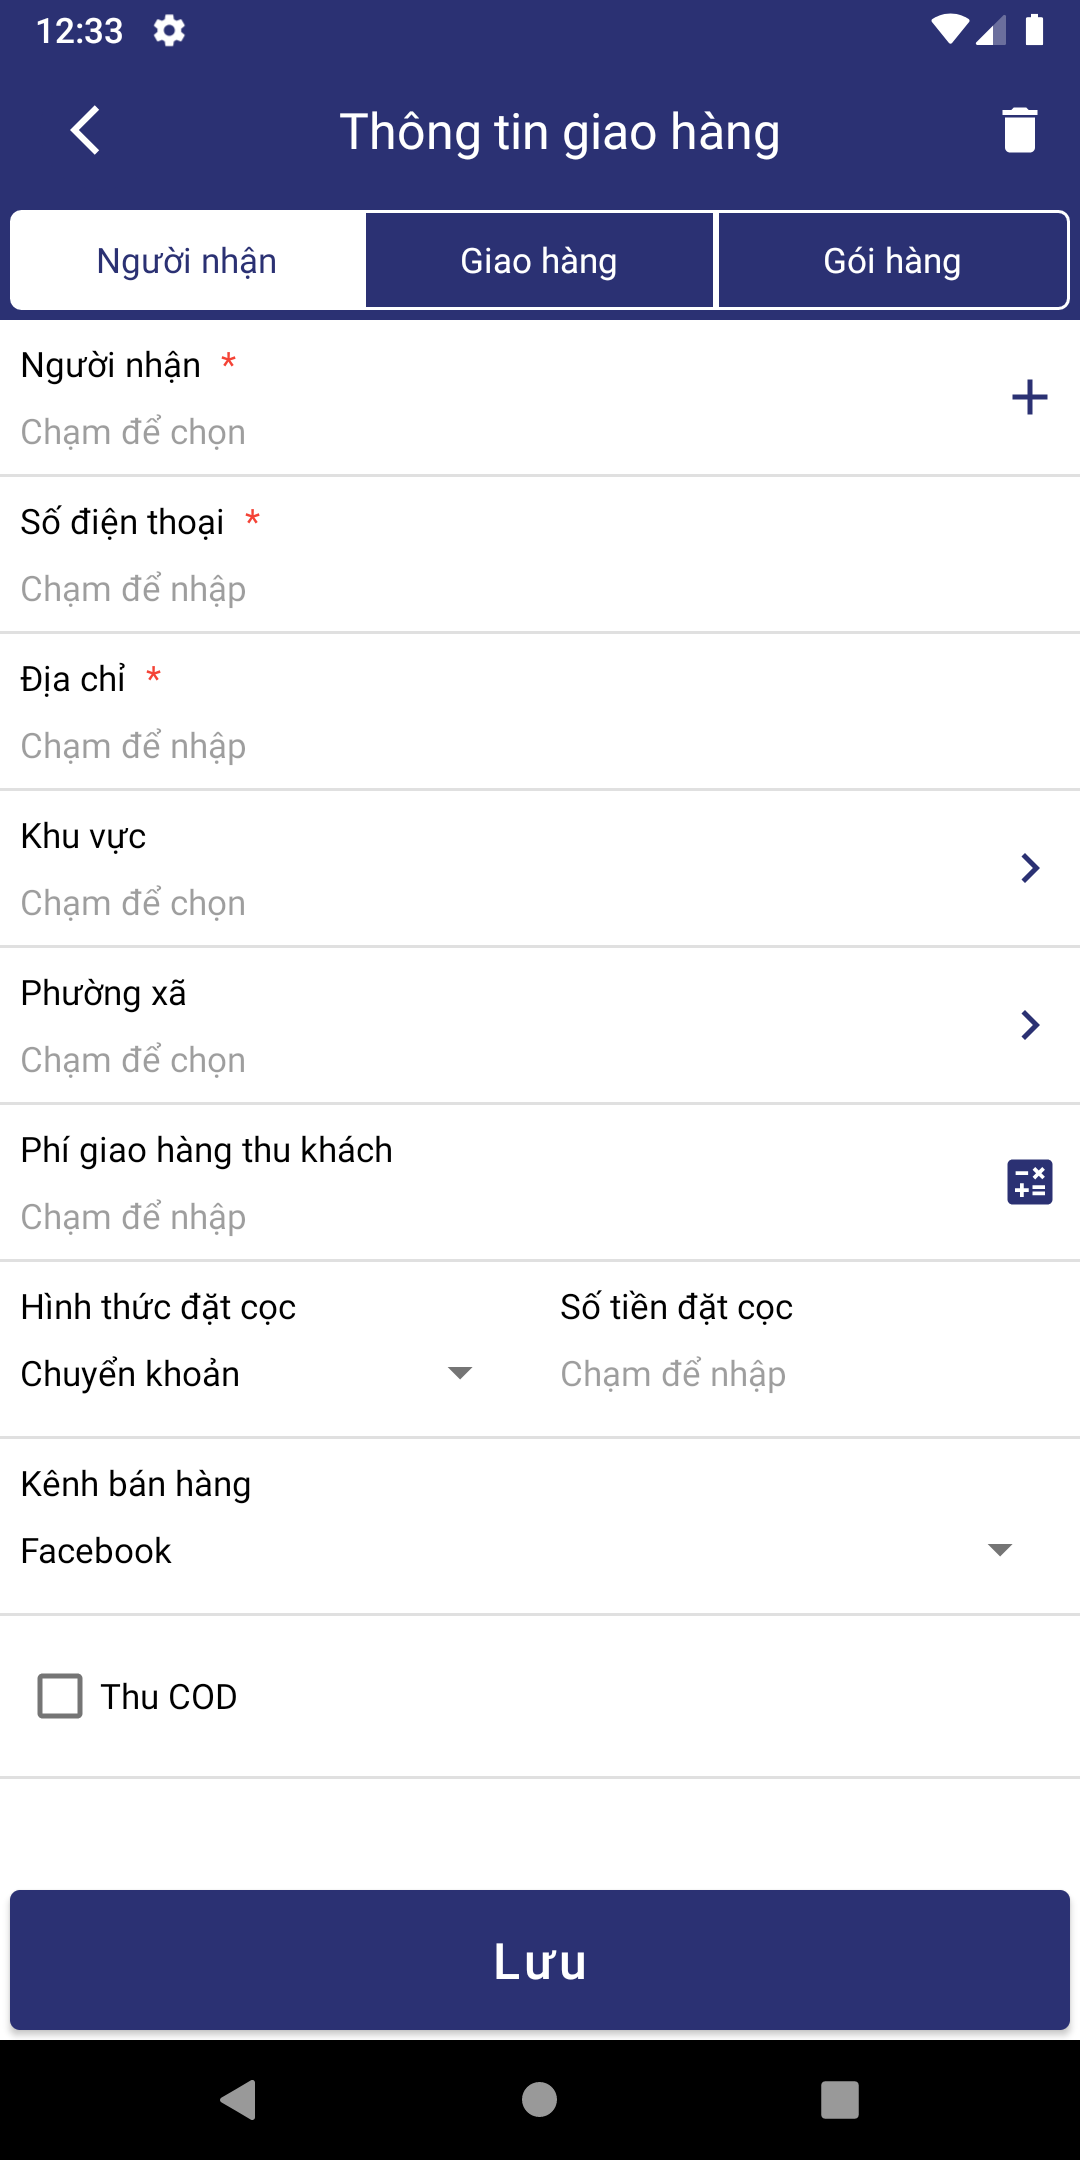 12:33
Thông tin giao hàng
Người nhận
Giao hàng
Gói hàng
Người nhận *
Chạm để chọn
Số điện thoại *
Chạm để nhập
Địa chỉ *
Chạm để nhập
Khu vực
Chạm để chọn
Phường xã
Chạm để chọn
Phí giao hàng thu khách
Chạm để nhập
Hình thức đặt cọc
Chuyển khoản
Số tiền đặt cọc
Chạm để nhập
Kênh bán hàng
Facebook
Thu COD
Lưu